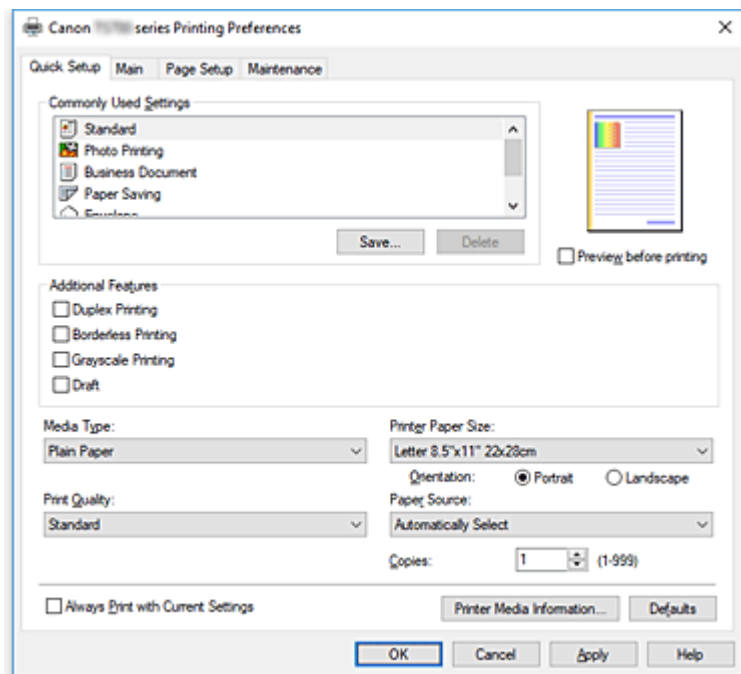 Canon series Printing Preferences
Quick Setup Main Page Setup Maintenance
Commonly Used Settings
Standard
Photo Printing
Business Document
Paper Saving
Envelope
Save... Delete
Preview before printing
Additional Features
Duplex Printing
Borderless Printing
Grayscale Printing
Draft
Media Type:
Plain Paper
Printer Paper Size:
Letter 8.5"x11" 22x28cm
Orientation: Portrait Landscape
Print Quality:
Standard
Paper Source:
Automatically Select
Copies: 1 (1-999)
Always Print with Current Settings
Printer Media Information... Defaults
OK Cancel Apply Help